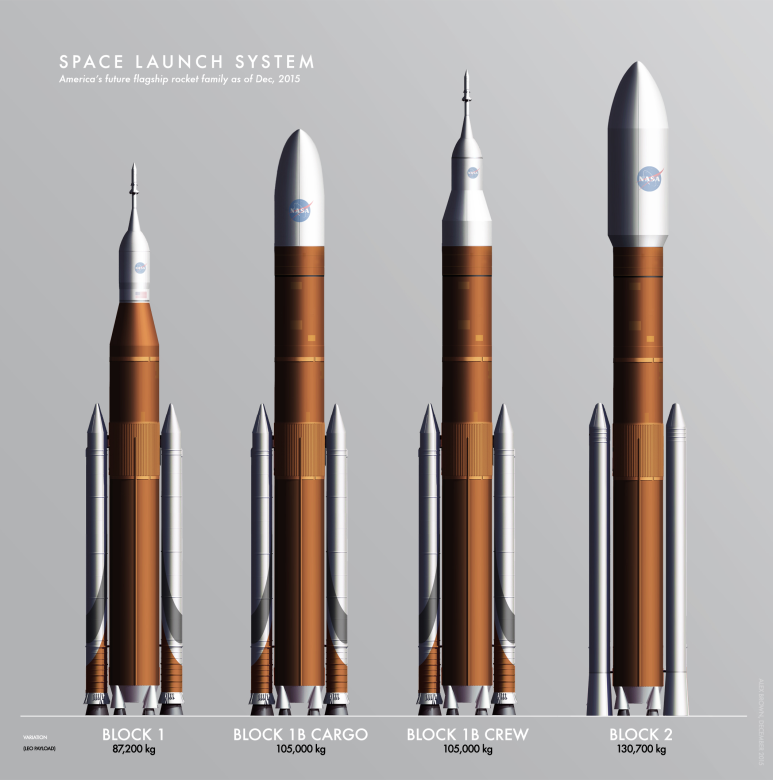 SPACE LAUNCH SYSTEM
America's future flagship rocket family as of Dec, 2015
NASA
NASA
NASA
NASA
VARIATION
BLOCK 1
BLOCK 1B CARGO
BLOCK 1B CREW
BLOCK 2
(LEO PAYLOAD)
87,200 kg
105,000 kg
105,000 kg
130,700 kg